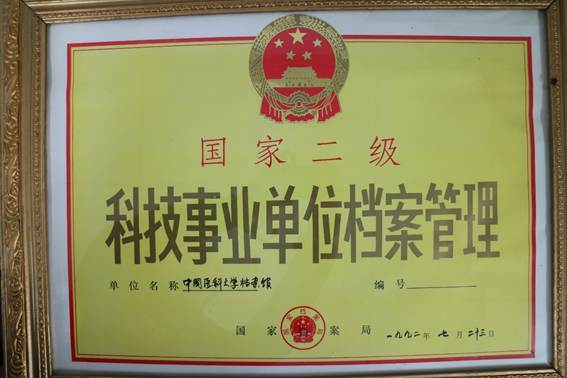 国家二级
科技事业单位档案管理
单位名称 中国医科大学档案馆 编号
国家档案局 一九九二年七月二十三日